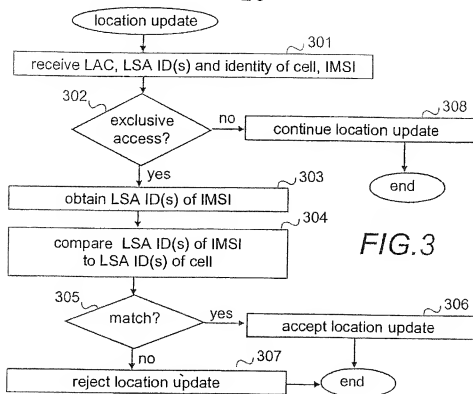 location update
301
receive LAC, LSA ID(s) and identity of cell, IMSI
302
exclusive
access?
no
308
continue location update
yes
end
303
obtain LSA ID(s) of IMSI
304
compare LSA ID(s) of IMSI
to LSA ID(s) of cell
FIG.3
305
match?
yes
306
accept location update
no
307
reject location update
end